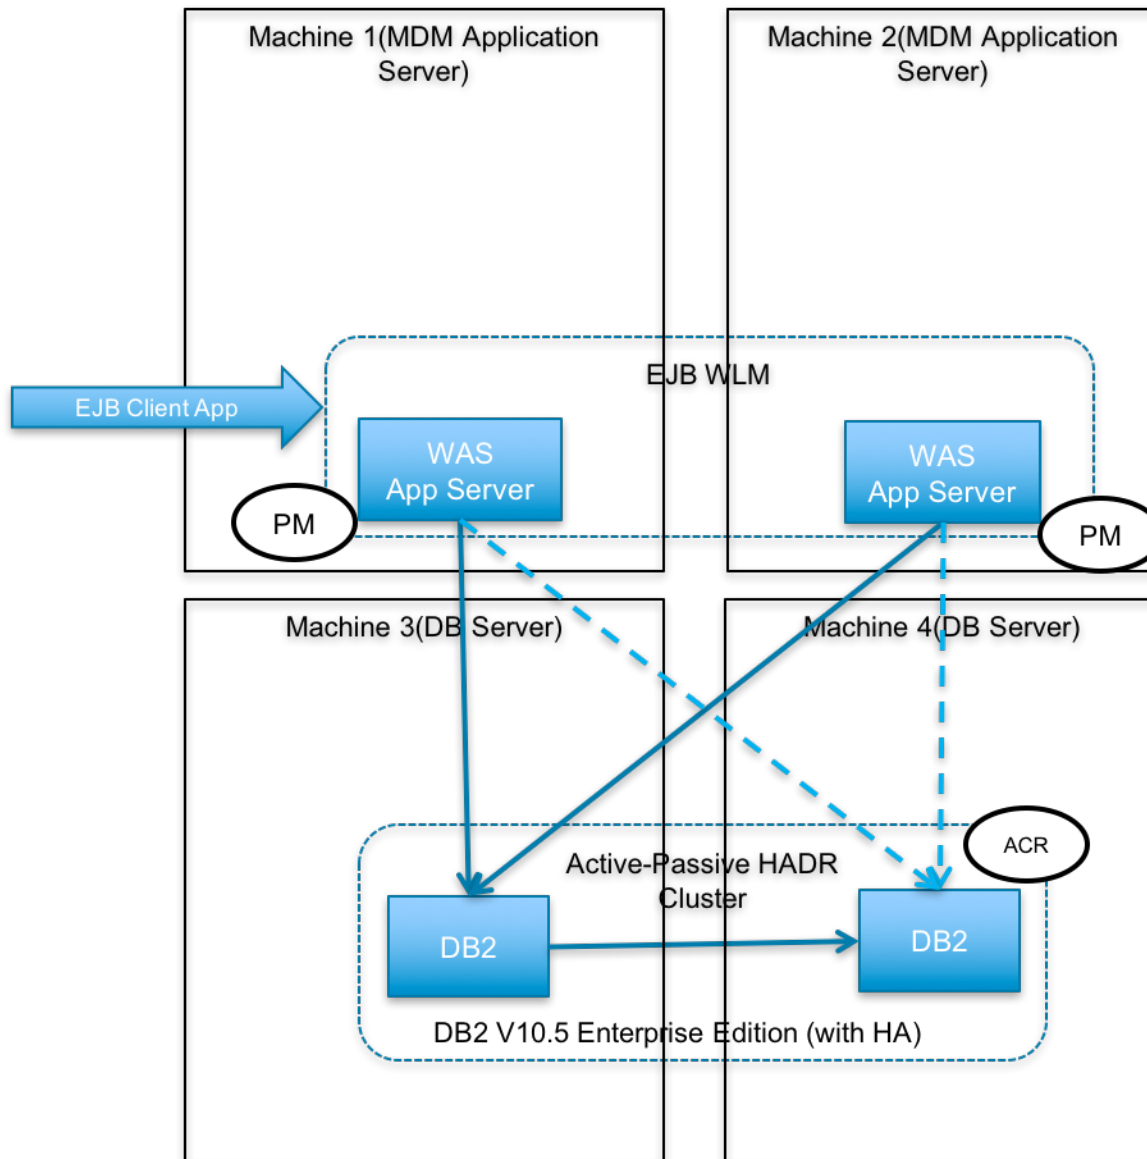 Machine 1(MDM Application
Server)
Machine 2(MDM Application
Server)
EJB WLM
EJB Client App
WAS
App Server
WAS
App Server
PM
PM
Machine 3(DB Server)
Machine 4(DB Server)
ACR
Active-Passive HADR
Cluster
DB2
DB2
DB2 V10.5 Enterprise Edition (with HA)